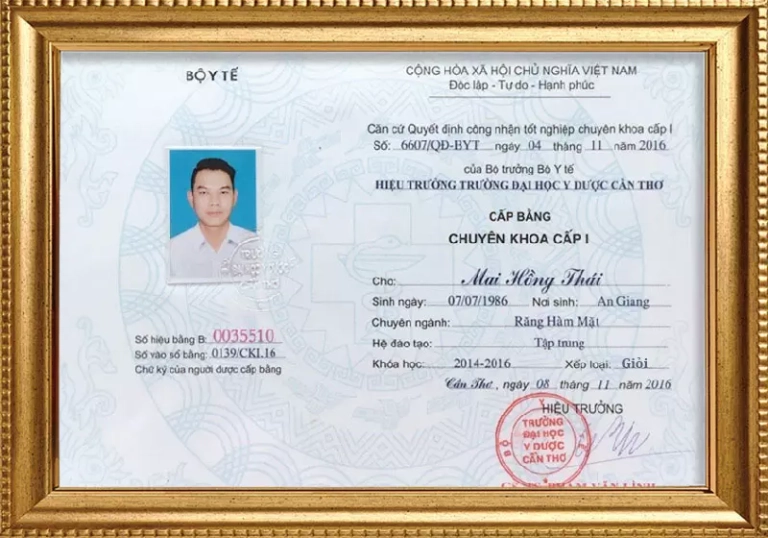 BỘ Y TẾ
CỘNG HÒA XÃ HỘI CHỦ NGHĨA VIỆT NAM
Độc lập - Tự do - Hạnh phúc
Căn cứ Quyết định công nhận tốt nghiệp chuyên khoa cấp I
Số: 6607/QĐ-BYT ngày 04 tháng 11 năm 2016
của Bộ trưởng Bộ Y tế
HIỆU TRƯỞNG TRƯỜNG ĐẠI HỌC Y DƯỢC CẦN THƠ
CẤP BẰNG
CHUYÊN KHOA CẤP I
Cho: Mai Hồng Thái
Sinh ngày: 07/07/1986 Nơi sinh: An Giang
Chuyên ngành: Răng Hàm Mặt
Hệ đào tạo: Tập trung
Khóa học: 2014-2016 Xếp loại: Giỏi
Cần Thơ, ngày 08 tháng 11 năm 2016
HIỆU TRƯỞNG
TRƯỜNG
ĐẠI HỌC
Y DƯỢC
CẦN THƠ
BỘ Y TẾ
Số hiệu bằng B: 0035510
Số vào sổ bằng: 0139/CKI.16
Chữ ký của người được cấp bằng